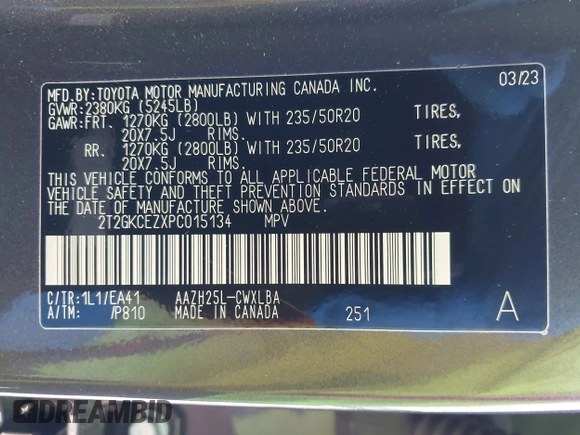 MFD.BY:TOYOTA MOTOR MANUFACTURING CANADA INC. 03/23
GVWR:2380KG (5245LB)
GAWR:FRT. 1270KG (2800LB) WITH 235/50R20 TIRES,
20X7.5J RIMS.
RR. 1270KG (2800LB) WITH 235/50R20 TIRES,
20X7.5J RIMS.
THIS VEHICLE CONFORMS TO ALL APPLICABLE FEDERAL MOTOR
VEHICLE SAFETY AND THEFT PREVENTION STANDARDS IN EFFECT ON
THE DATE OF MANUFACTURE SHOWN ABOVE.
2T2GKCEZXPC015134 MPV
C/TR:1L1/EA41 AAZH25L-CWXLBA
A/TM: /P810 MADE IN CANADA 251 A
DREAMBID